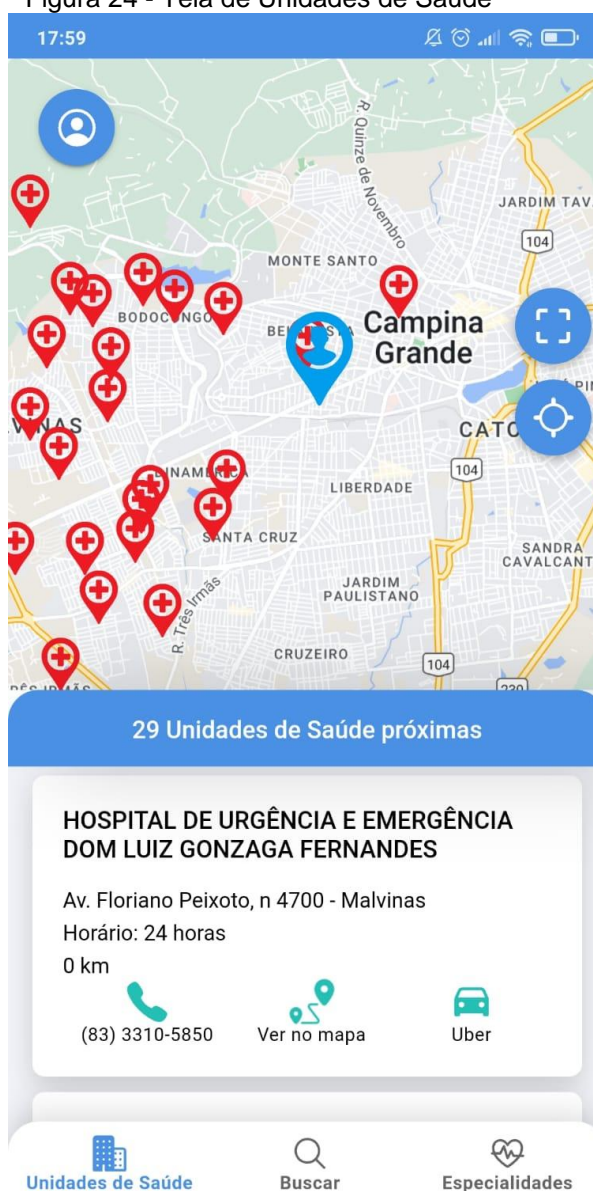 Figura 24 - Tela de Unidades de Saúde
17:59
R. Quinze de Novembro
JARDIM TAV
104
MONTE SANTO
BODOCONGO
Campina
Grande
CATO
DINAMÉRICA
104
LIBERDADE
SANTA CRUZ
SANDRA
CAVALCANT
JARDIM
PAULISTANO
R. Três Irmãs
CRUZEIRO
104
230
29 Unidades de Saúde próximas
HOSPITAL DE URGÊNCIA E EMERGÊNCIA
DOM LUIZ GONZAGA FERNANDES
Av. Floriano Peixoto, n 4700 - Malvinas
Horário: 24 horas
0 km
(83) 3310-5850
Ver no mapa
Uber
Unidades de Saúde
Buscar
Especialidades